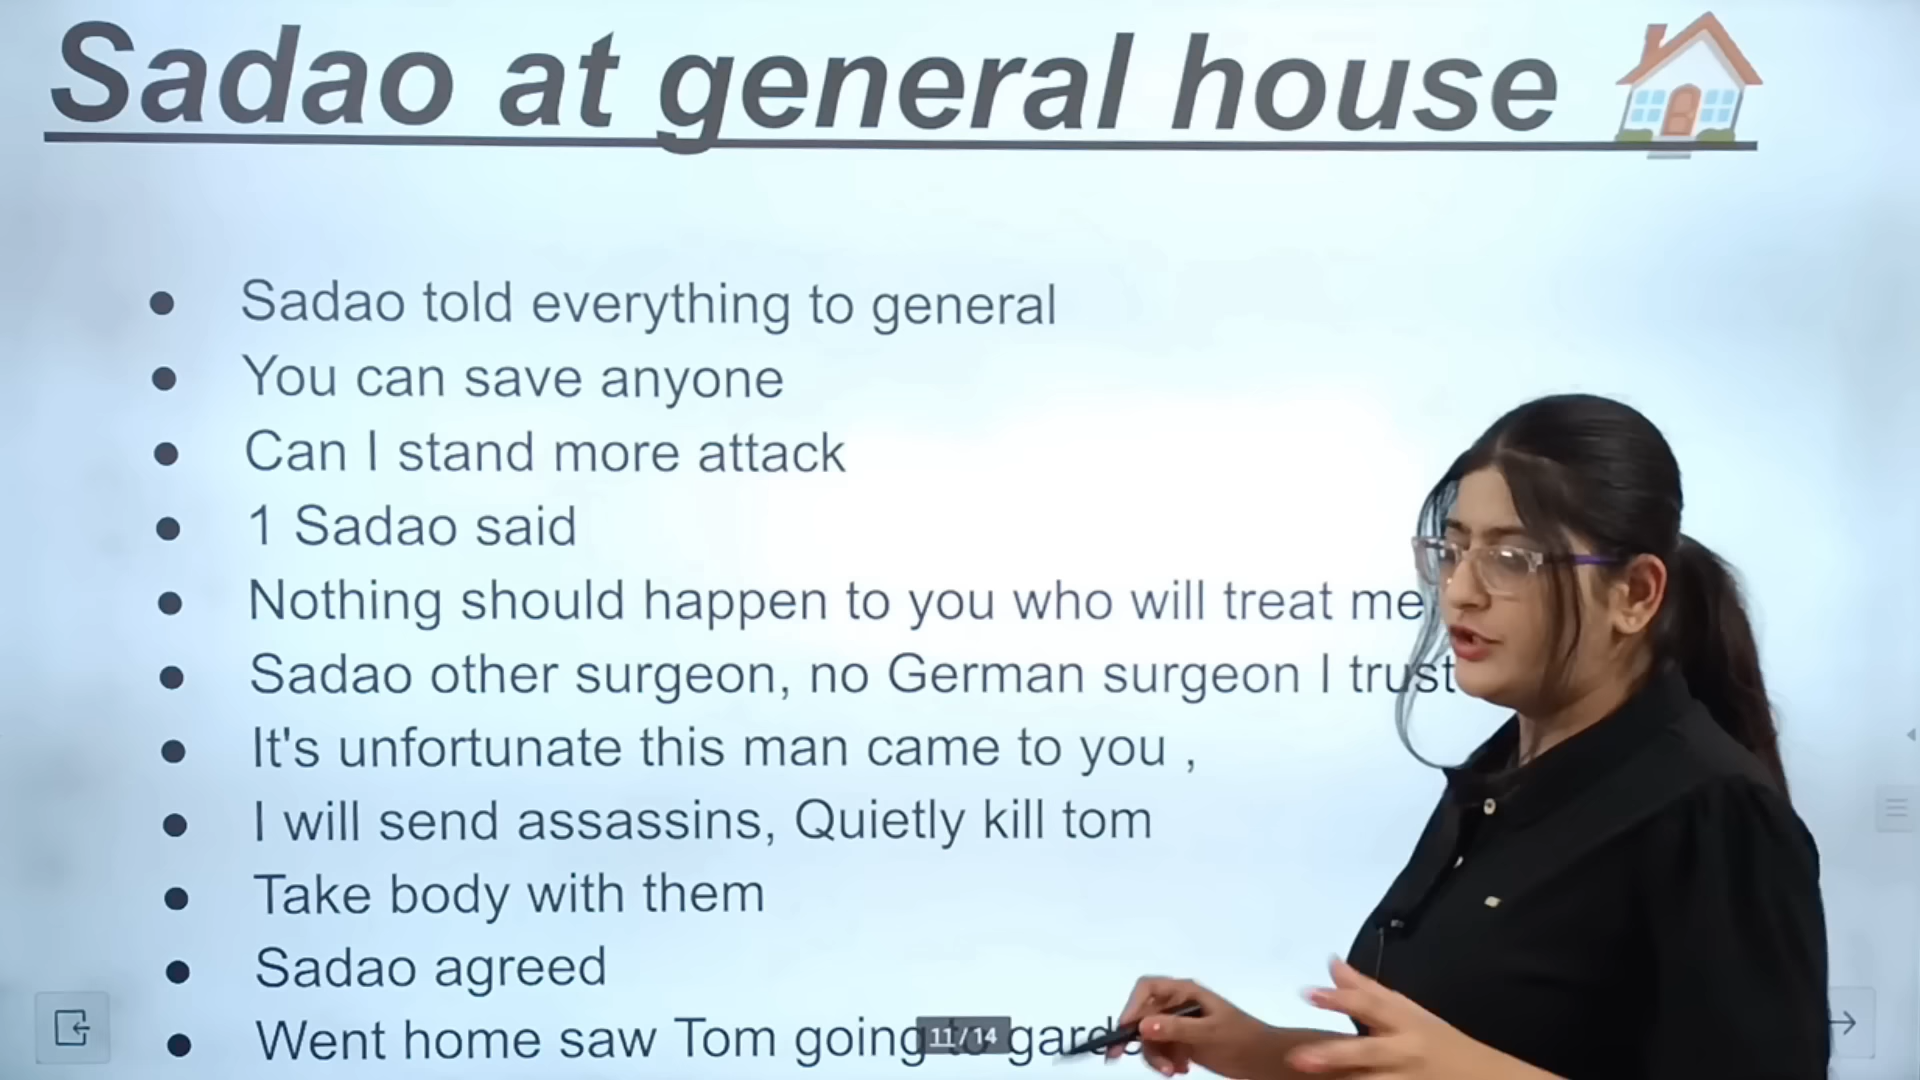 Sadao at general house
● Sadao told everything to general
● You can save anyone
● Can I stand more attack
● 1 Sadao said
● Nothing should happen to you who will treat me
● Sadao other surgeon, no German surgeon I trust
● It's unfortunate this man came to you ,
● I will send assassins, Quietly kill tom
● Take body with them
● Sadao agreed
● Went home saw Tom going to
11/14